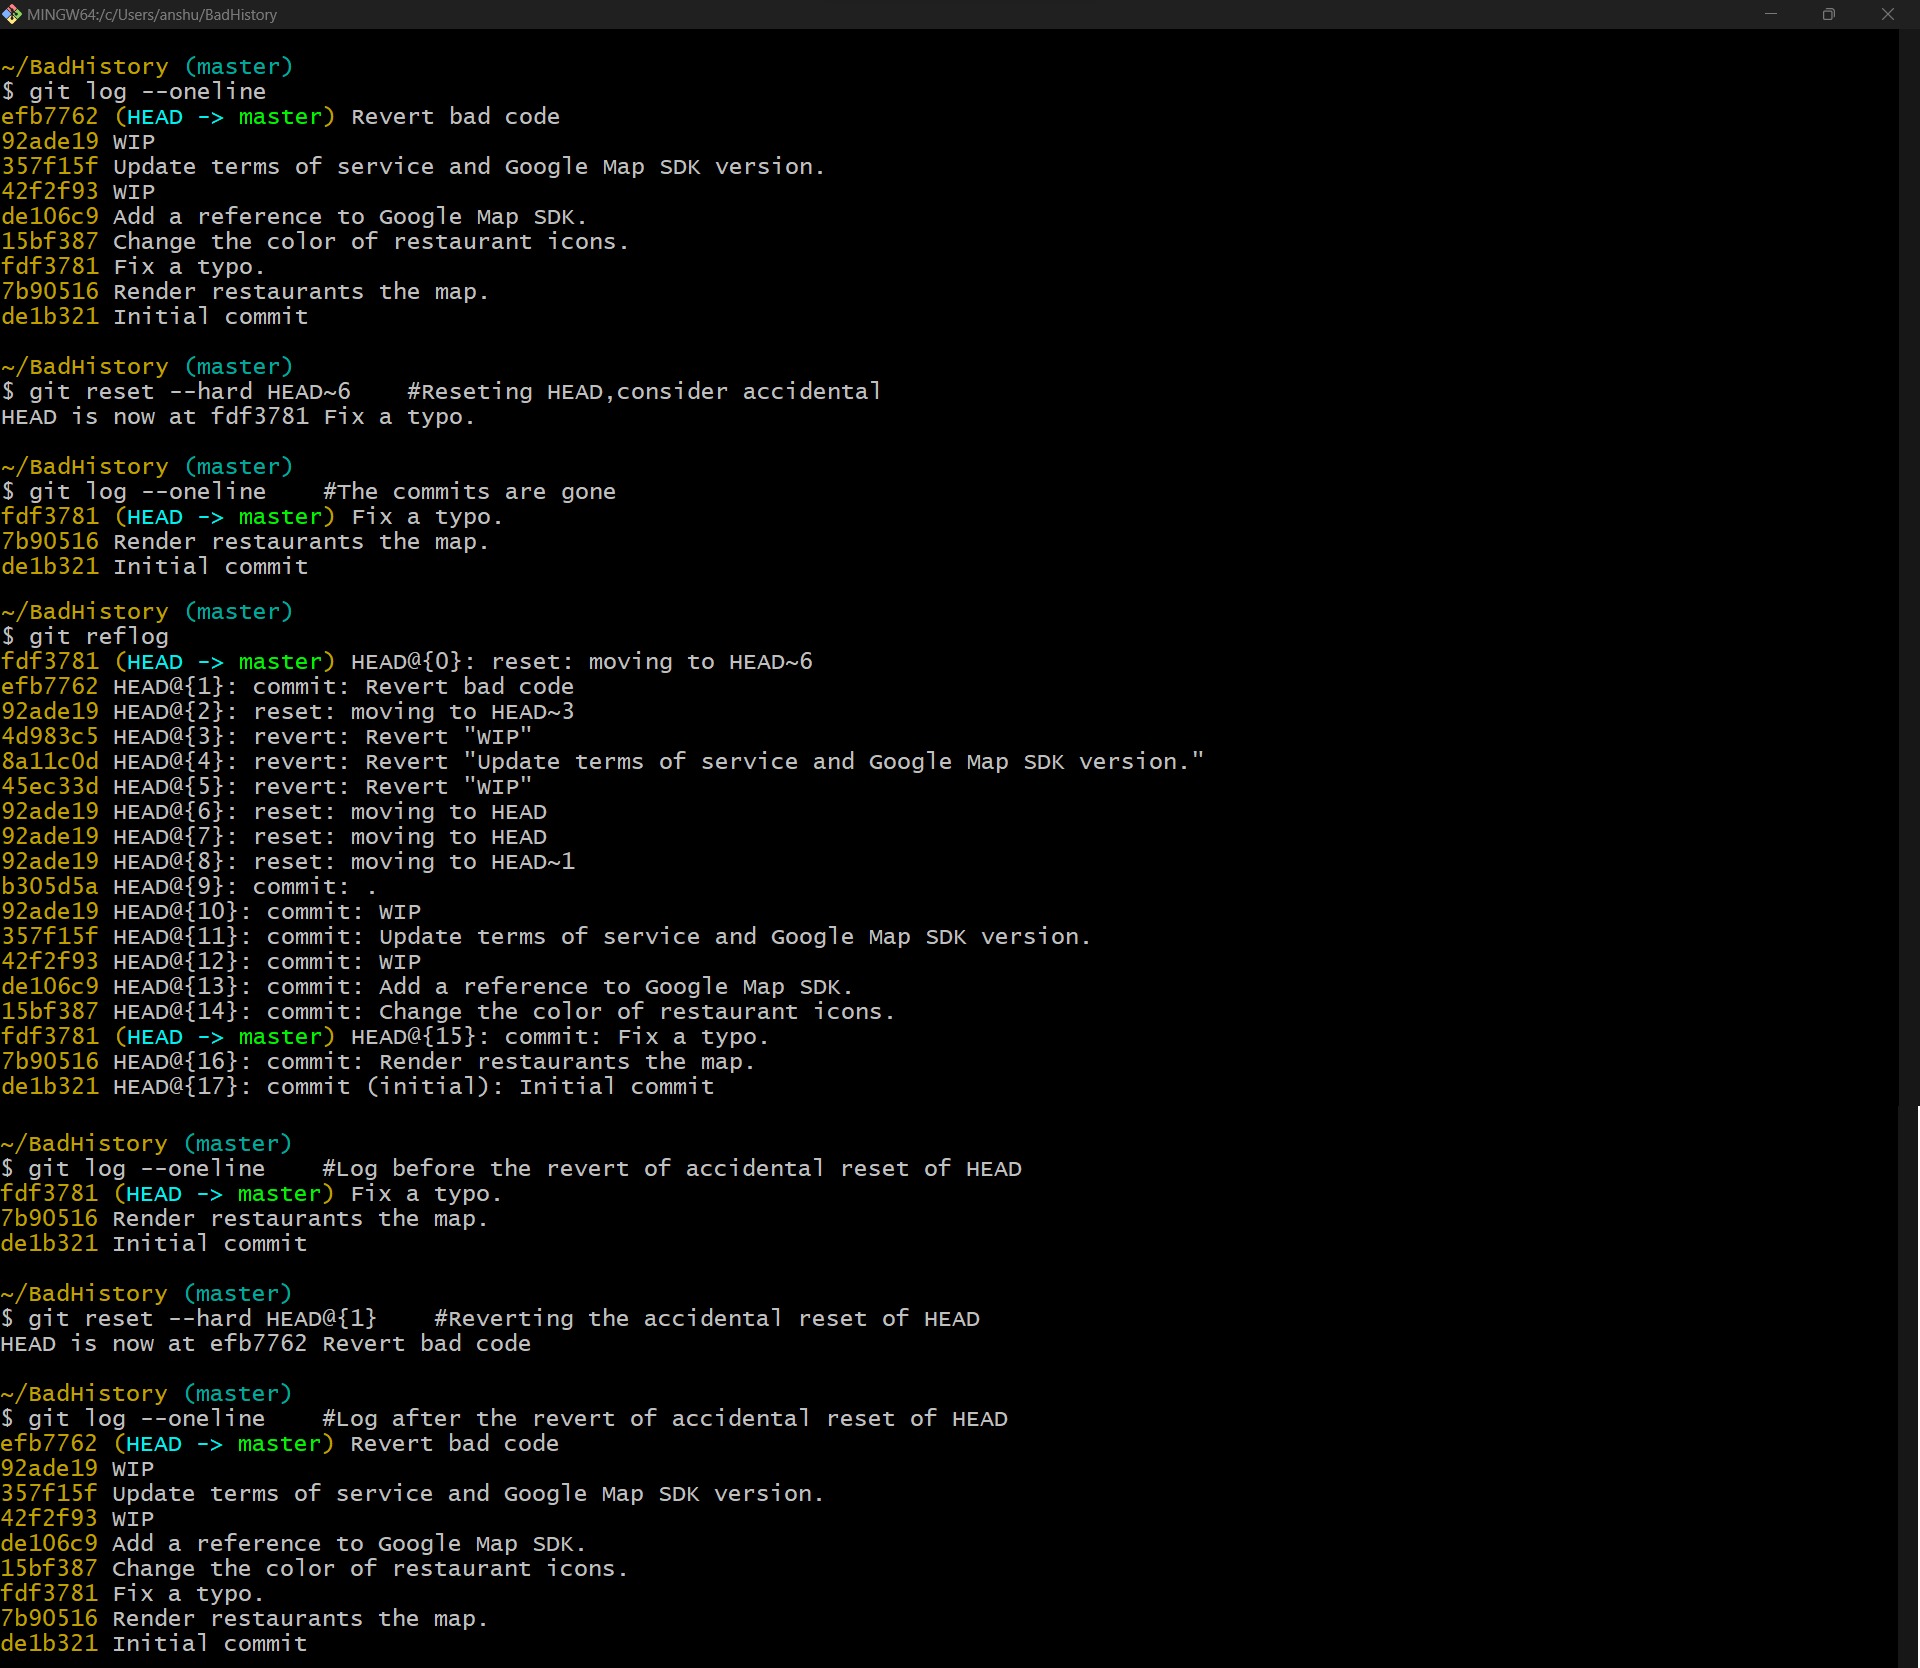 MINGW64:/c/Users/anshu/BadHistory
~/BadHistory (master)
$ git log --oneline
efb7762 (HEAD -> master) Revert bad code
92ade19 WIP
357f15f Update terms of service and Google Map SDK version.
42f2f93 WIP
de106c9 Add a reference to Google Map SDK.
15bf387 Change the color of restaurant icons.
fdf3781 Fix a typo.
7b90516 Render restaurants the map.
de1b321 Initial commit
~/BadHistory (master)
$ git reset --hard HEAD~6    #Reseting HEAD,consider accidental
HEAD is now at fdf3781 Fix a typo.
~/BadHistory (master)
$ git log --oneline    #The commits are gone
fdf3781 (HEAD -> master) Fix a typo.
7b90516 Render restaurants the map.
de1b321 Initial commit
~/BadHistory (master)
$ git reflog
fdf3781 (HEAD -> master) HEAD@{0}: reset: moving to HEAD~6
efb7762 HEAD@{1}: commit: Revert bad code
92ade19 HEAD@{2}: reset: moving to HEAD~3
4d983c5 HEAD@{3}: revert: Revert "WIP"
8a11c0d HEAD@{4}: revert: Revert "Update terms of service and Google Map SDK version."
45ec33d HEAD@{5}: revert: Revert "WIP"
92ade19 HEAD@{6}: reset: moving to HEAD
92ade19 HEAD@{7}: reset: moving to HEAD
92ade19 HEAD@{8}: reset: moving to HEAD~1
b305d5a HEAD@{9}: commit: .
92ade19 HEAD@{10}: commit: WIP
357f15f HEAD@{11}: commit: Update terms of service and Google Map SDK version.
42f2f93 HEAD@{12}: commit: WIP
de106c9 HEAD@{13}: commit: Add a reference to Google Map SDK.
15bf387 HEAD@{14}: commit: Change the color of restaurant icons.
fdf3781 (HEAD -> master) HEAD@{15}: commit: Fix a typo.
7b90516 HEAD@{16}: commit: Render restaurants the map.
de1b321 HEAD@{17}: commit (initial): Initial commit
~/BadHistory (master)
$ git log --oneline    #Log before the revert of accidental reset of HEAD
fdf3781 (HEAD -> master) Fix a typo.
7b90516 Render restaurants the map.
de1b321 Initial commit
~/BadHistory (master)
$ git reset --hard HEAD@{1}    #Reverting the accidental reset of HEAD
HEAD is now at efb7762 Revert bad code
~/BadHistory (master)
$ git log --oneline    #Log after the revert of accidental reset of HEAD
efb7762 (HEAD -> master) Revert bad code
92ade19 WIP
357f15f Update terms of service and Google Map SDK version.
42f2f93 WIP
de106c9 Add a reference to Google Map SDK.
15bf387 Change the color of restaurant icons.
fdf3781 Fix a typo.
7b90516 Render restaurants the map.
de1b321 Initial commit